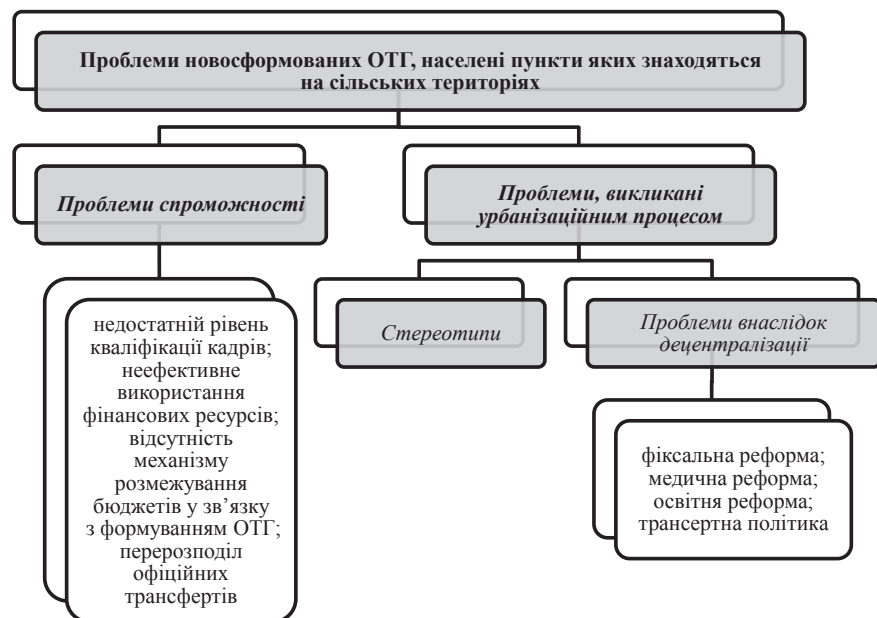 Проблеми новосформованих ОТГ, населені пункти яких знаходяться
на сільських територіях
Проблеми спроможності
Проблеми, викликані
урбанізаційним процесом
Стереотипи
Проблеми внаслідок
децентралізації
недостатній рівень
кваліфікації кадрів;
неефективне
використання
фінансових ресурсів;
відсутність
механізму
розмежування
бюджетів у зв’язку
з формуванням ОТГ;
перерозподіл
офіційних
трансфертів
фіксальна реформа;
медична реформа;
освітня реформа;
трансертна політика